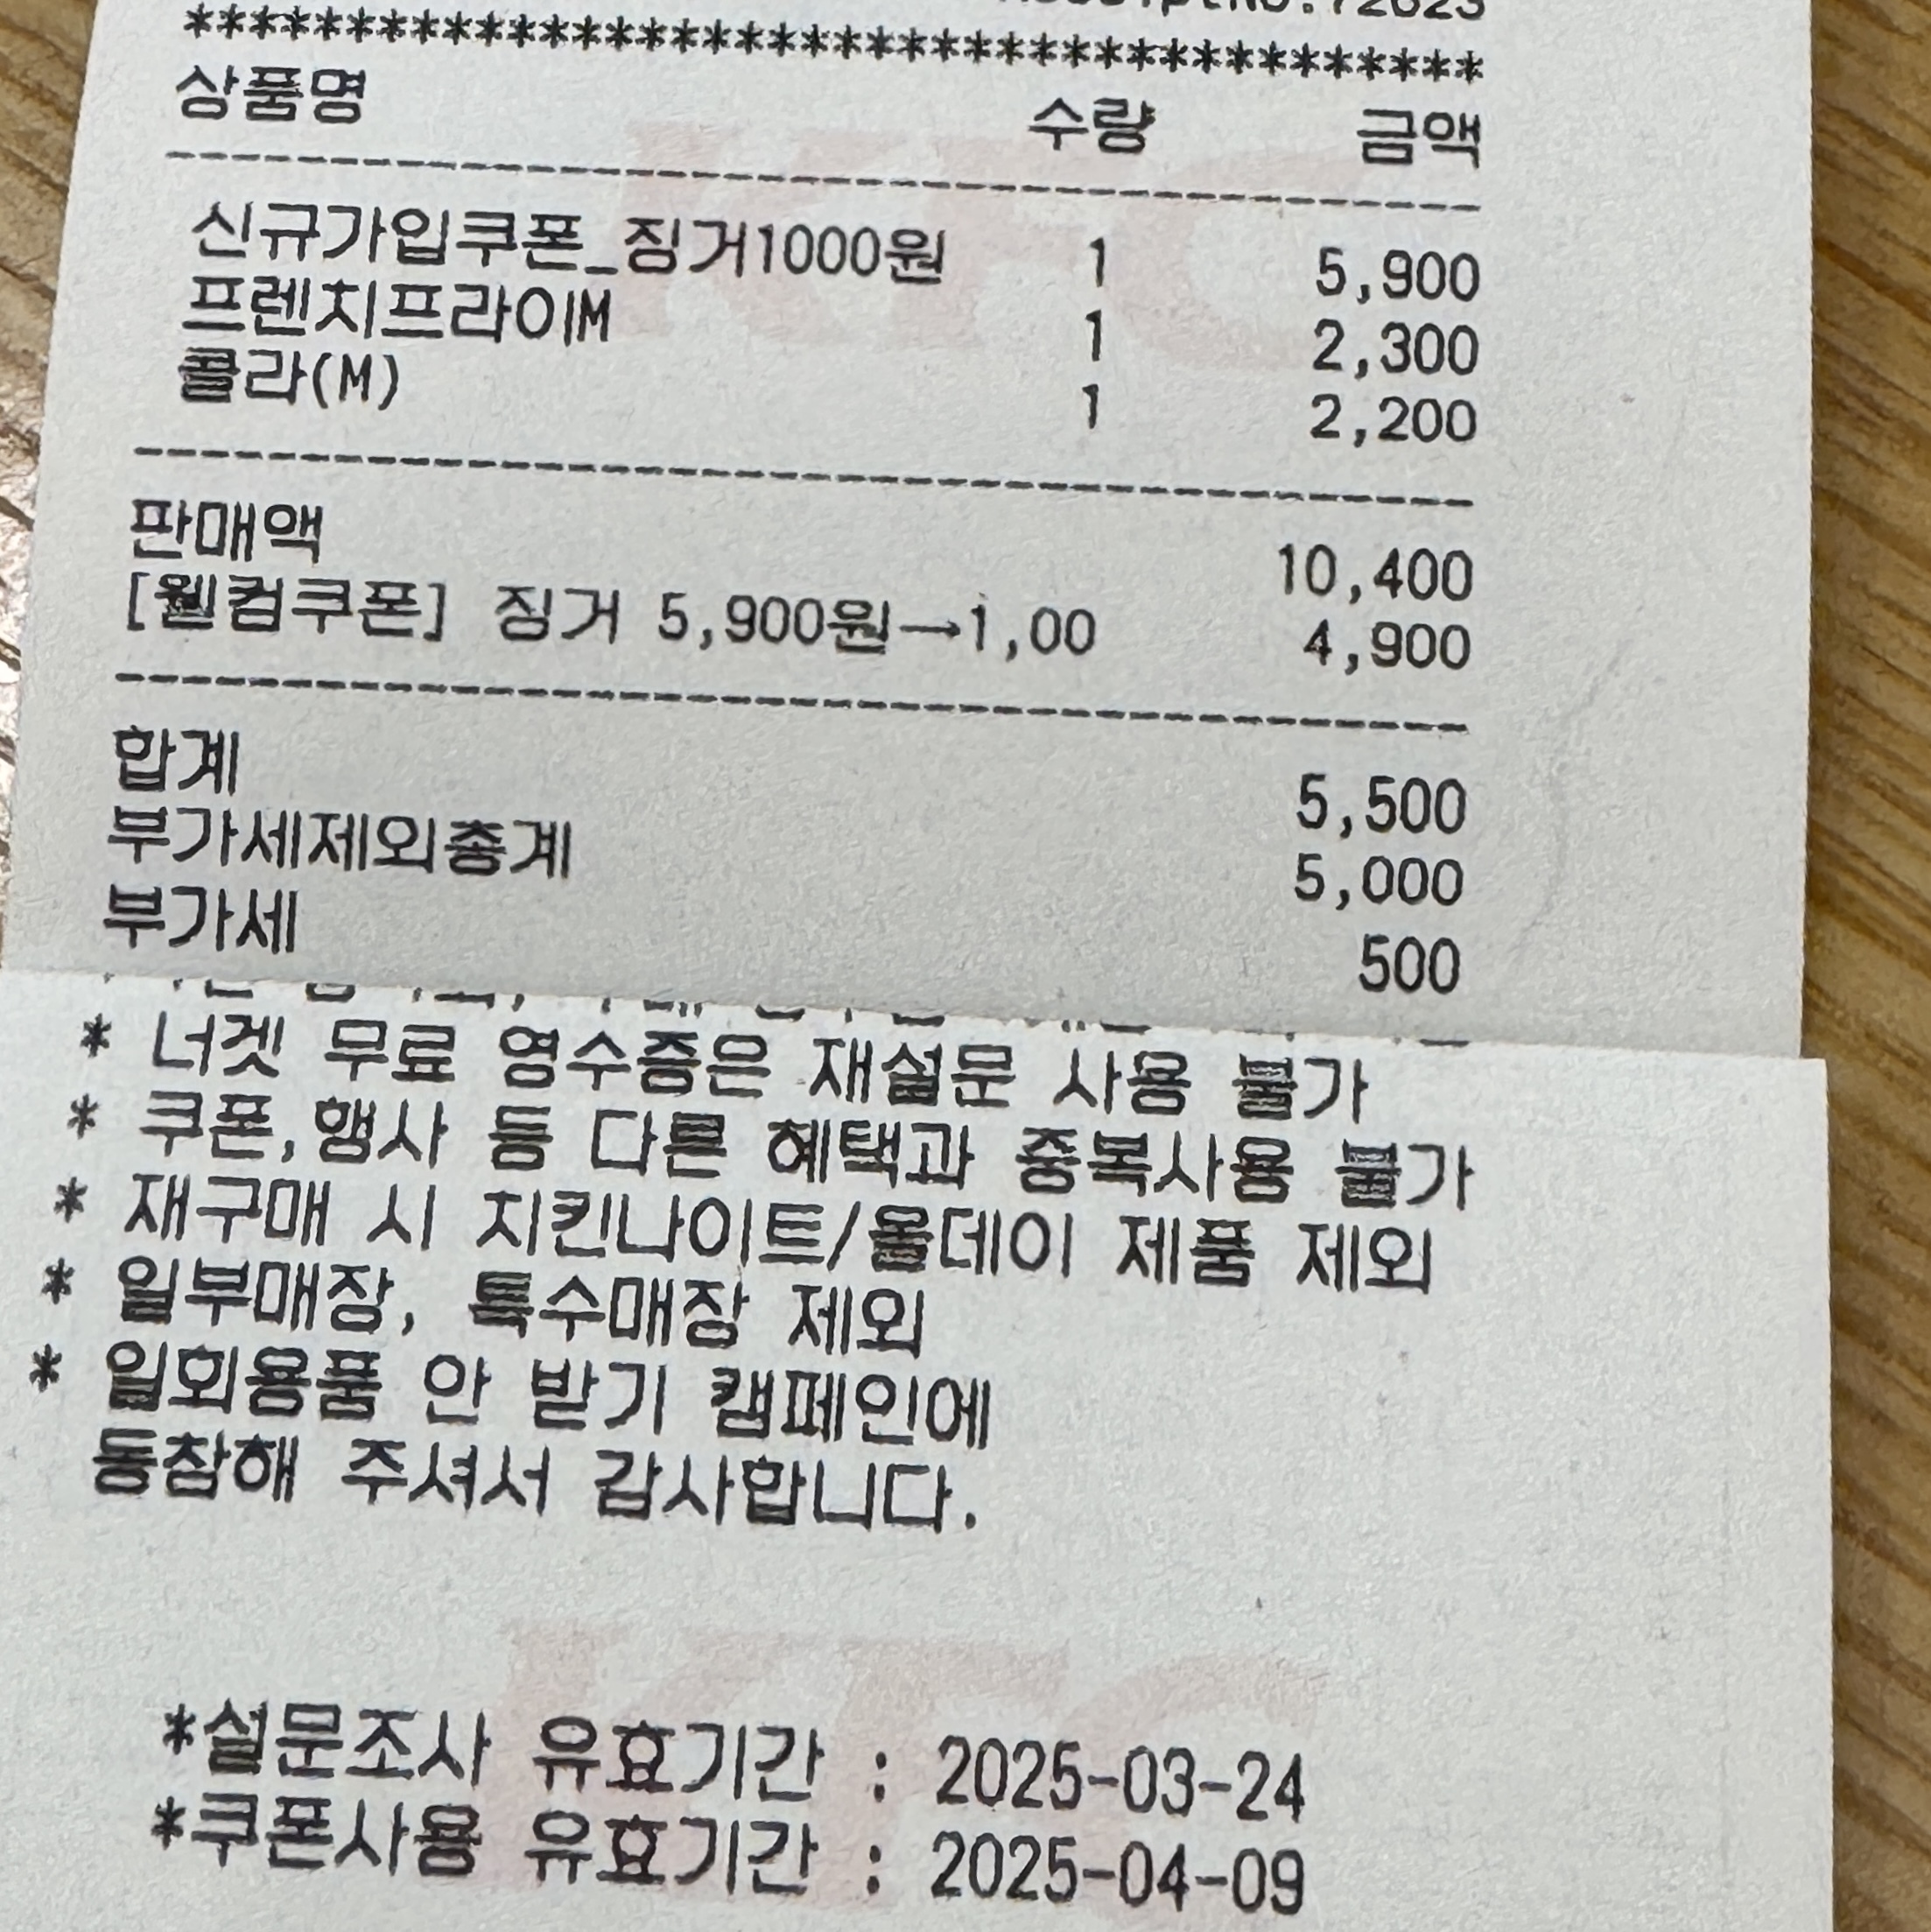 ****************************************
상품명 수량 금액
신규가입쿠폰_징거1000원 1 5,900
프렌치프라이M 1 2,300
콜라(M) 1 2,200
판매액 10,400
[웰컴쿠폰] 징거 5,900원→1,00 4,900
합계 5,500
부가세제외총계 5,000
부가세 500
* 너겟 무료 영수증은 재설문 사용 불가
* 쿠폰,행사 등 다른 혜택과 중복사용 불가
* 재구매 시 치킨나이트/올데이 제품 제외
* 일부매장, 특수매장 제외
* 일회용품 안 받기 캠페인에
동참해 주셔서 감사합니다.
KFC
*설문조사 유효기간 : 2025-03-24
*쿠폰사용 유효기간 : 2025-04-09